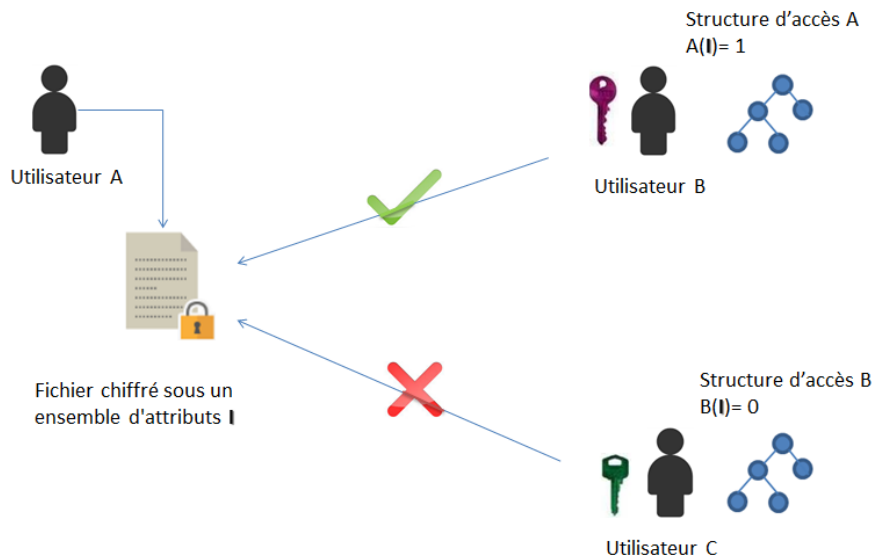 Structure d'accès A
A(I)= 1
Utilisateur A
Utilisateur B
Fichier chiffré sous un
ensemble d'attributs I
Structure d'accès B
B(I)= 0
Utilisateur C